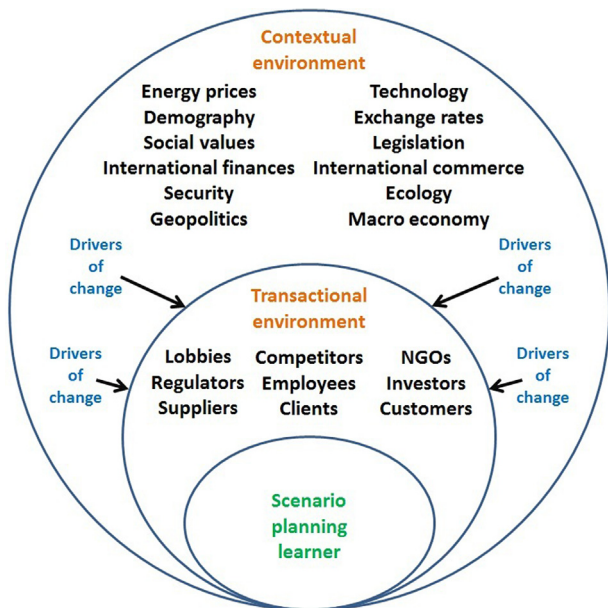 Contextual
environment
Energy prices
Demography
Social values
International finances
Security
Geopolitics
Technology
Exchange rates
Legislation
International commerce
Ecology
Macro economy
Drivers
of
change
Drivers
of
change
Transactional
environment
Drivers
of
change
Lobbies
Regulators
Suppliers
Competitors
Employees
Clients
NGOs
Investors
Customers
Drivers
of
change
Scenario
planning
learner